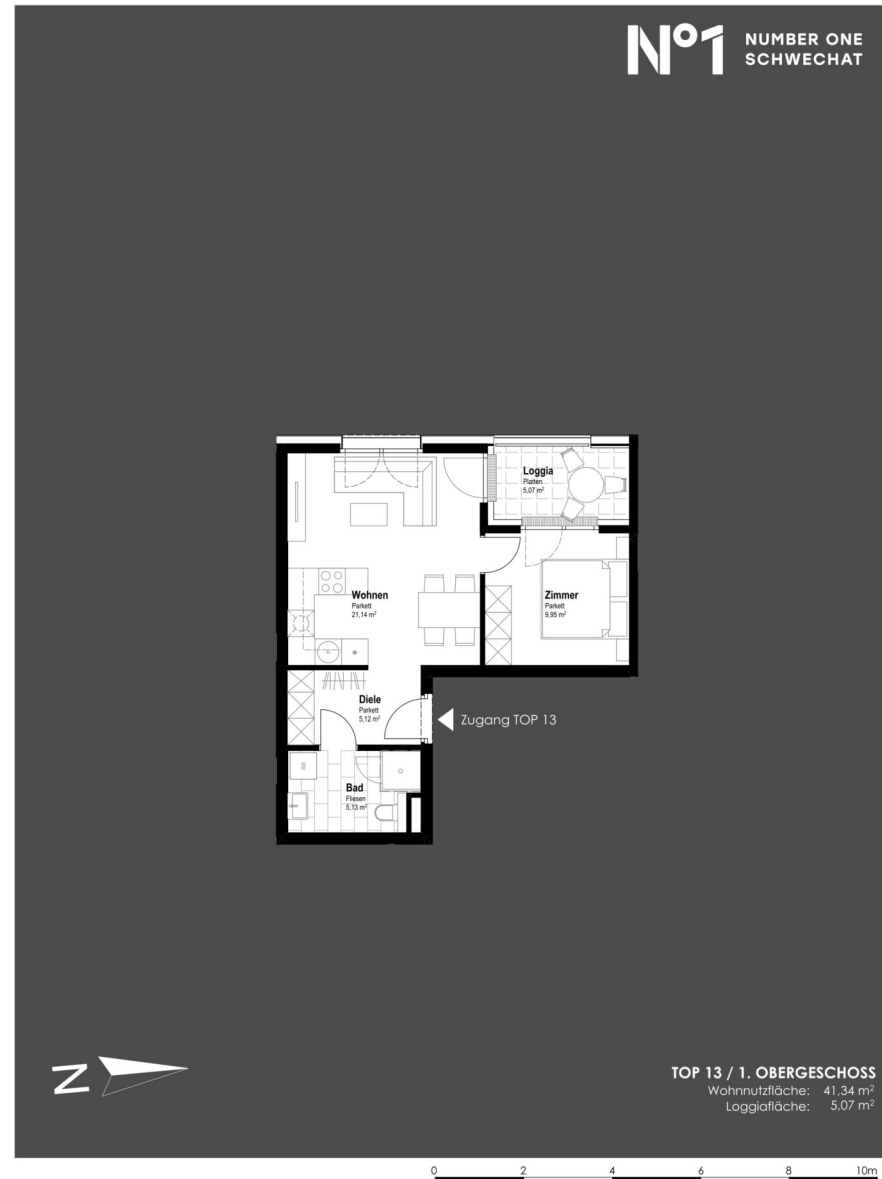 Nº1 NUMBER ONE
SCHWECHAT
Loggia
Platten
5,07 m²
Wohnen
Parkett
21,14 m²
Zimmer
Parkett
9,95 m²
Diele
Parkett
5,12 m²
Zugang TOP 13
Bad
Fliesen
5,13 m²
N
TOP 13 / 1. OBERGESCHOSS
Wohnnutzfläche: 41,34 m²
Loggiafläche: 5,07 m²
0 2 4 6 8 10m